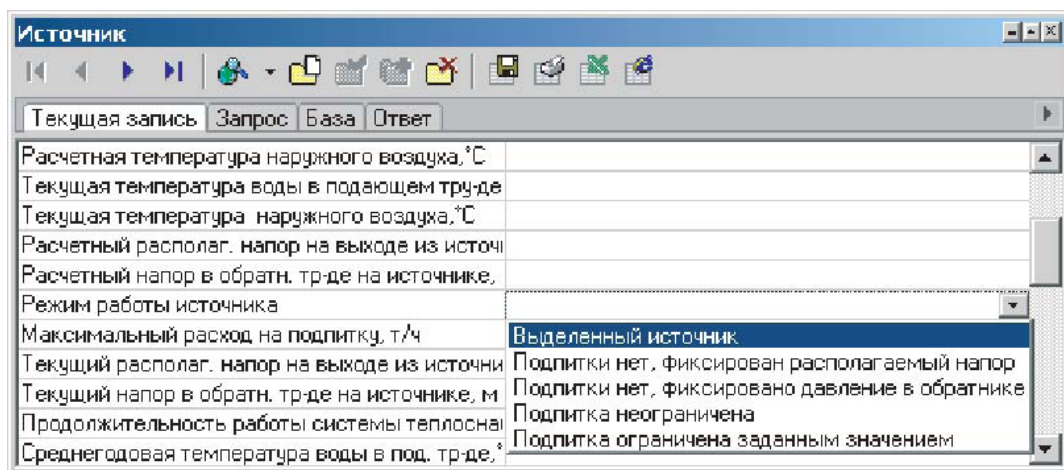 Источник
Текущая запись Запрос База Ответ
Расчетная температура наружного воздуха,°С
Текущая температура воды в подающем тру-де
Текущая температура наружного воздуха,°С
Расчетный располаг. напор на выходе из источн
Расчетный напор в обратн. тр-де на источнике,
Режим работы источника
Максимальный расход на подпитку, т/ч
Выделенный источник
Текущий располаг. напор на выходе из источни
Подпитки нет, фиксирован располагаемый напор
Текущий напор в обратн. тр-де на источнике, м
Подпитки нет, фиксировано давление в обратнике
Подпитка неограничена
Продолжительность работы системы теплоснаб
Подпитка ограничена заданным значением
Среднегодовая температура воды в под. тр-де,°